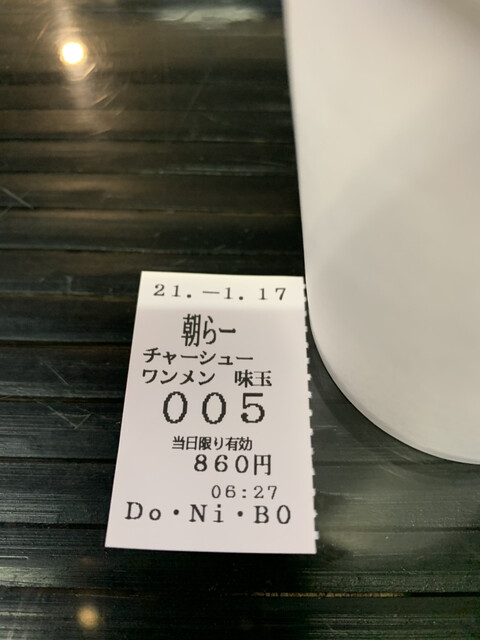 21.-1.17
朝らー
チャーシュー
ワンメン 味玉
005
当日限り有効
860円
06:27
Do・Ni・BO